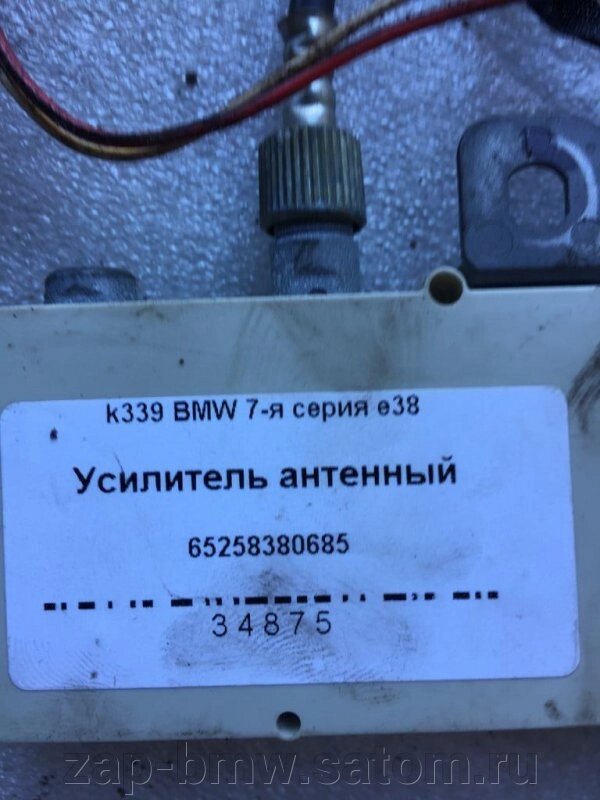 k339 BMW 7-я серия e38
Усилитель антенный
65258380685
34875
zap-bmw.satom.ru